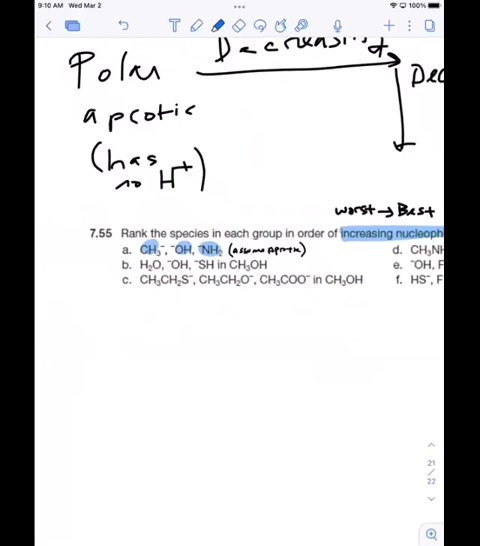 9:10 AM Wed Mar 2
100%
Decreasing
Polar
aprotic
(has
no H⁺)
worst → Best
7.55 Rank the species in each group in order of increasing nucleoph
a. CH₃⁻, ⁻OH, ⁻NH₂ (assume Aprotic)
d. CH₃NH
b. H₂O, ⁻OH, ⁻SH in CH₃OH
e. ⁻OH, F
c. CH₃CH₂S⁻, CH₃CH₂O⁻, CH₃COO⁻ in CH₃OH
f. HS⁻, F
21
/
22